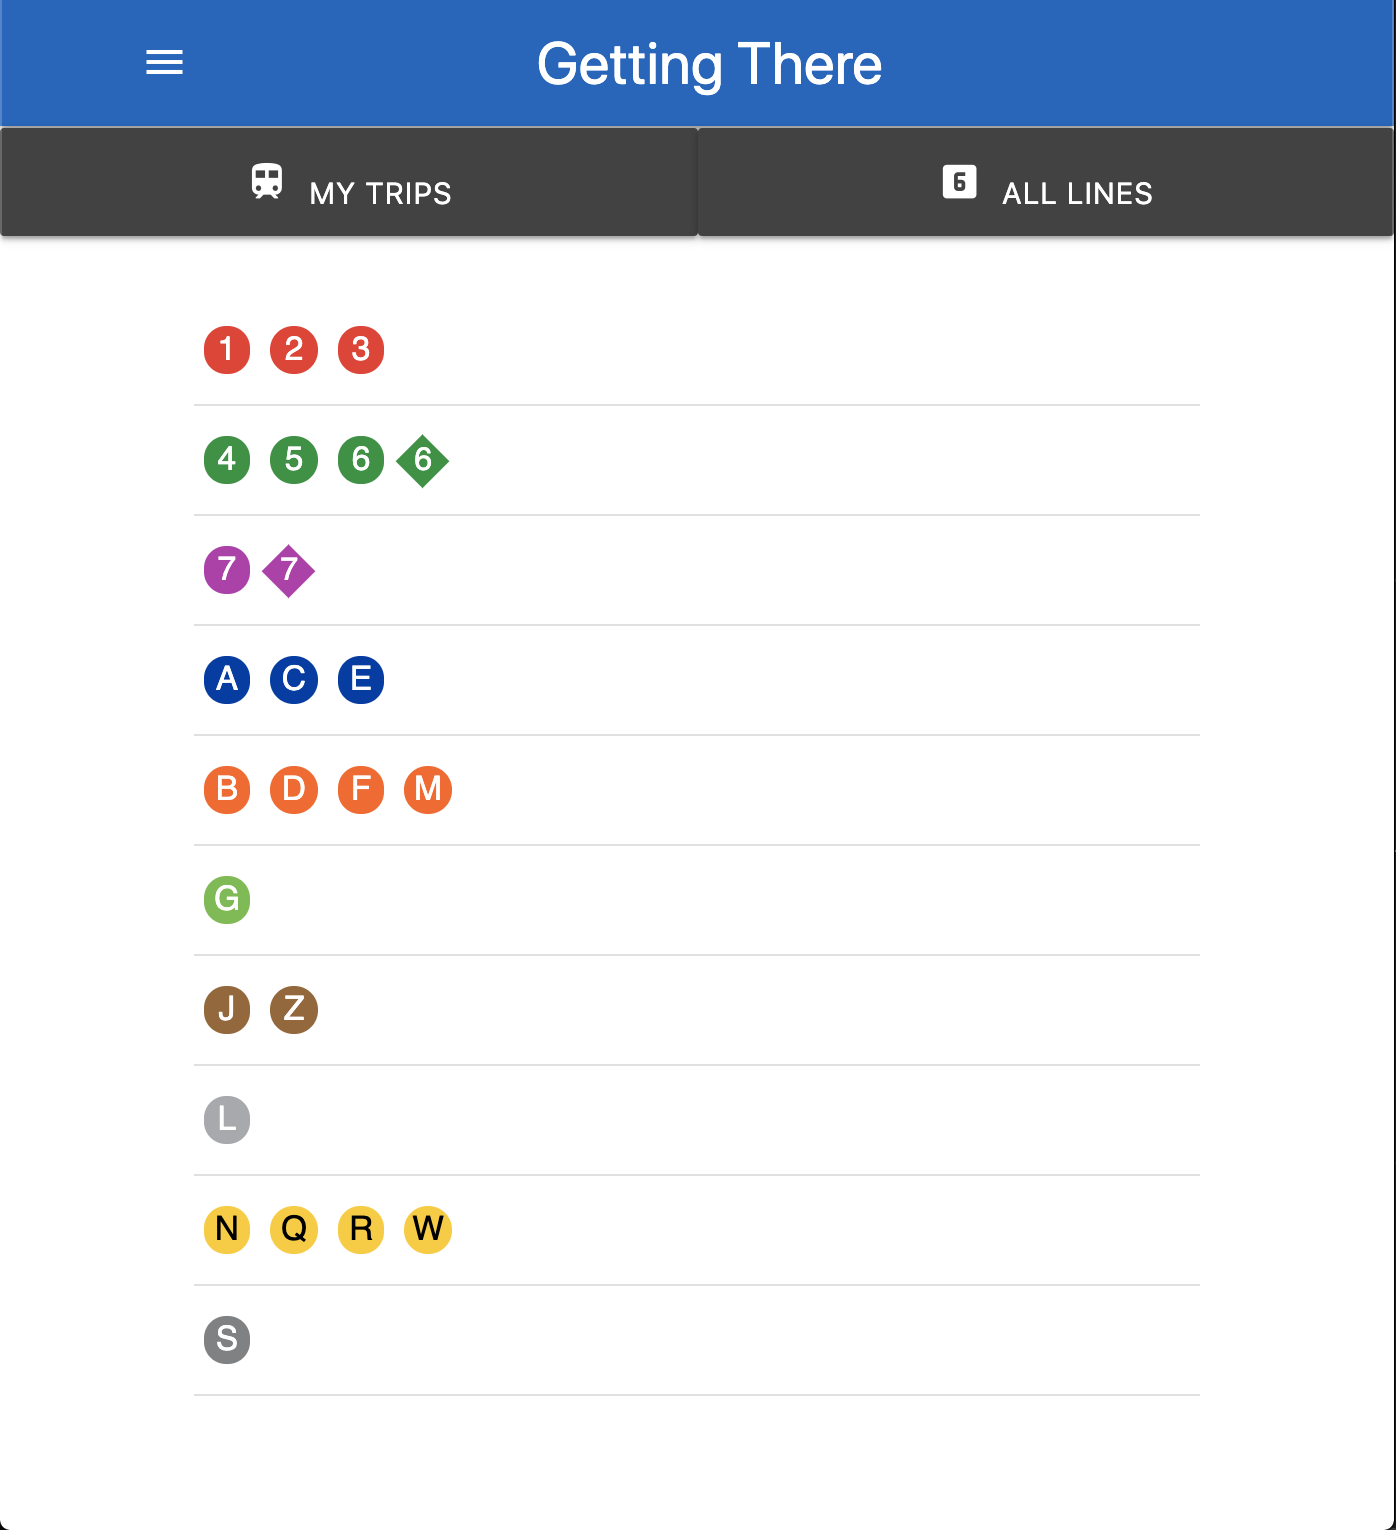 Getting There
MY TRIPS
6 ALL LINES
1 2 3
4 5 6 6
7 7
A C E
B D F M
G
J Z
L
N Q R W
S